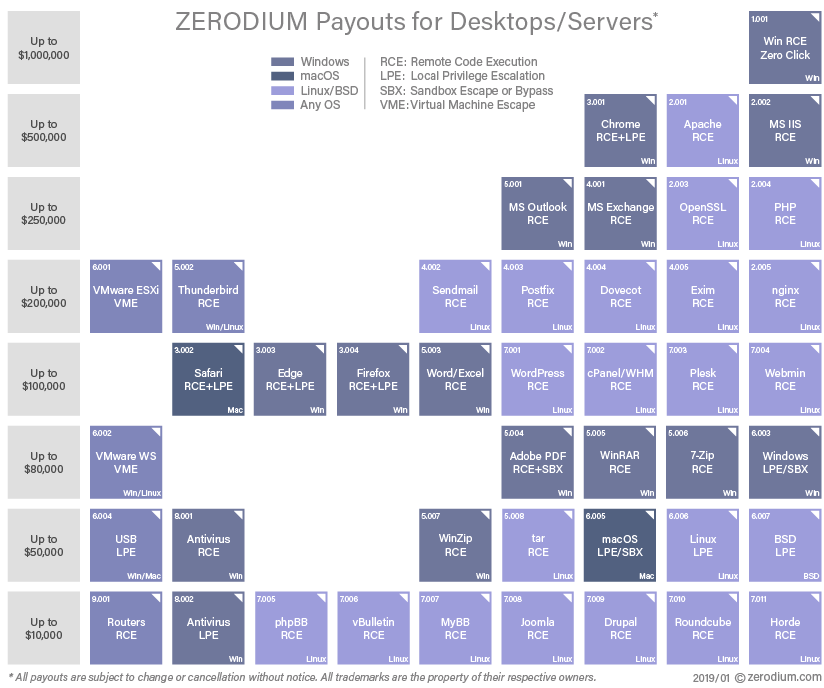 ZERODIUM Payouts for Desktops/Servers*
Windows
macOS
Linux/BSD
Any OS
RCE: Remote Code Execution
LPE: Local Privilege Escalation
SBX: Sandbox Escape or Bypass
VME: Virtual Machine Escape
Up to
$1,000,000
1.001
Win RCE
Zero Click
Win
Up to
$500,000
3.001
Chrome
RCE+LPE
Win
2.001
Apache
RCE
Linux
2.002
MS IIS
RCE
Win
Up to
$250,000
5.001
MS Outlook
RCE
Win
4.001
MS Exchange
RCE
Win
2.003
OpenSSL
RCE
Linux
2.004
PHP
RCE
Linux
Up to
$200,000
6.001
VMware ESXi
VME
5.002
Thunderbird
RCE
Win/Linux
4.002
Sendmail
RCE
Linux
4.003
Postfix
RCE
Linux
4.004
Dovecot
RCE
Linux
4.005
Exim
RCE
Linux
2.005
nginx
RCE
Linux
Up to
$100,000
3.002
Safari
RCE+LPE
Mac
3.003
Edge
RCE+LPE
Win
3.004
Firefox
RCE+LPE
Win
5.003
Word/Excel
RCE
Win
7.001
WordPress
RCE
Linux
7.002
cPanel/WHM
RCE
Linux
7.003
Plesk
RCE
Linux
7.004
Webmin
RCE
Linux
Up to
$80,000
6.002
VMware WS
VME
Win/Linux
5.004
Adobe PDF
RCE+SBX
Win
5.005
WinRAR
RCE
Win
5.006
7-Zip
RCE
Win
6.003
Windows
LPE/SBX
Win
Up to
$50,000
6.004
USB
LPE
Win/Mac
8.001
Antivirus
RCE
Win
5.007
WinZip
RCE
Win
5.008
tar
RCE
Linux
6.005
macOS
LPE/SBX
Mac
6.006
Linux
LPE
Linux
6.007
BSD
LPE
BSD
Up to
$10,000
9.001
Routers
RCE
8.002
Antivirus
LPE
Win
7.005
phpBB
RCE
Linux
7.006
vBulletin
RCE
Linux
7.007
MyBB
RCE
Linux
7.008
Joomla
RCE
Linux
7.009
Drupal
RCE
Linux
7.010
Roundcube
RCE
Linux
7.011
Horde
RCE
Linux
* All payouts are subject to change or cancellation without notice. All trademarks are the property of their respective owners.
2019/01 © zerodium.com